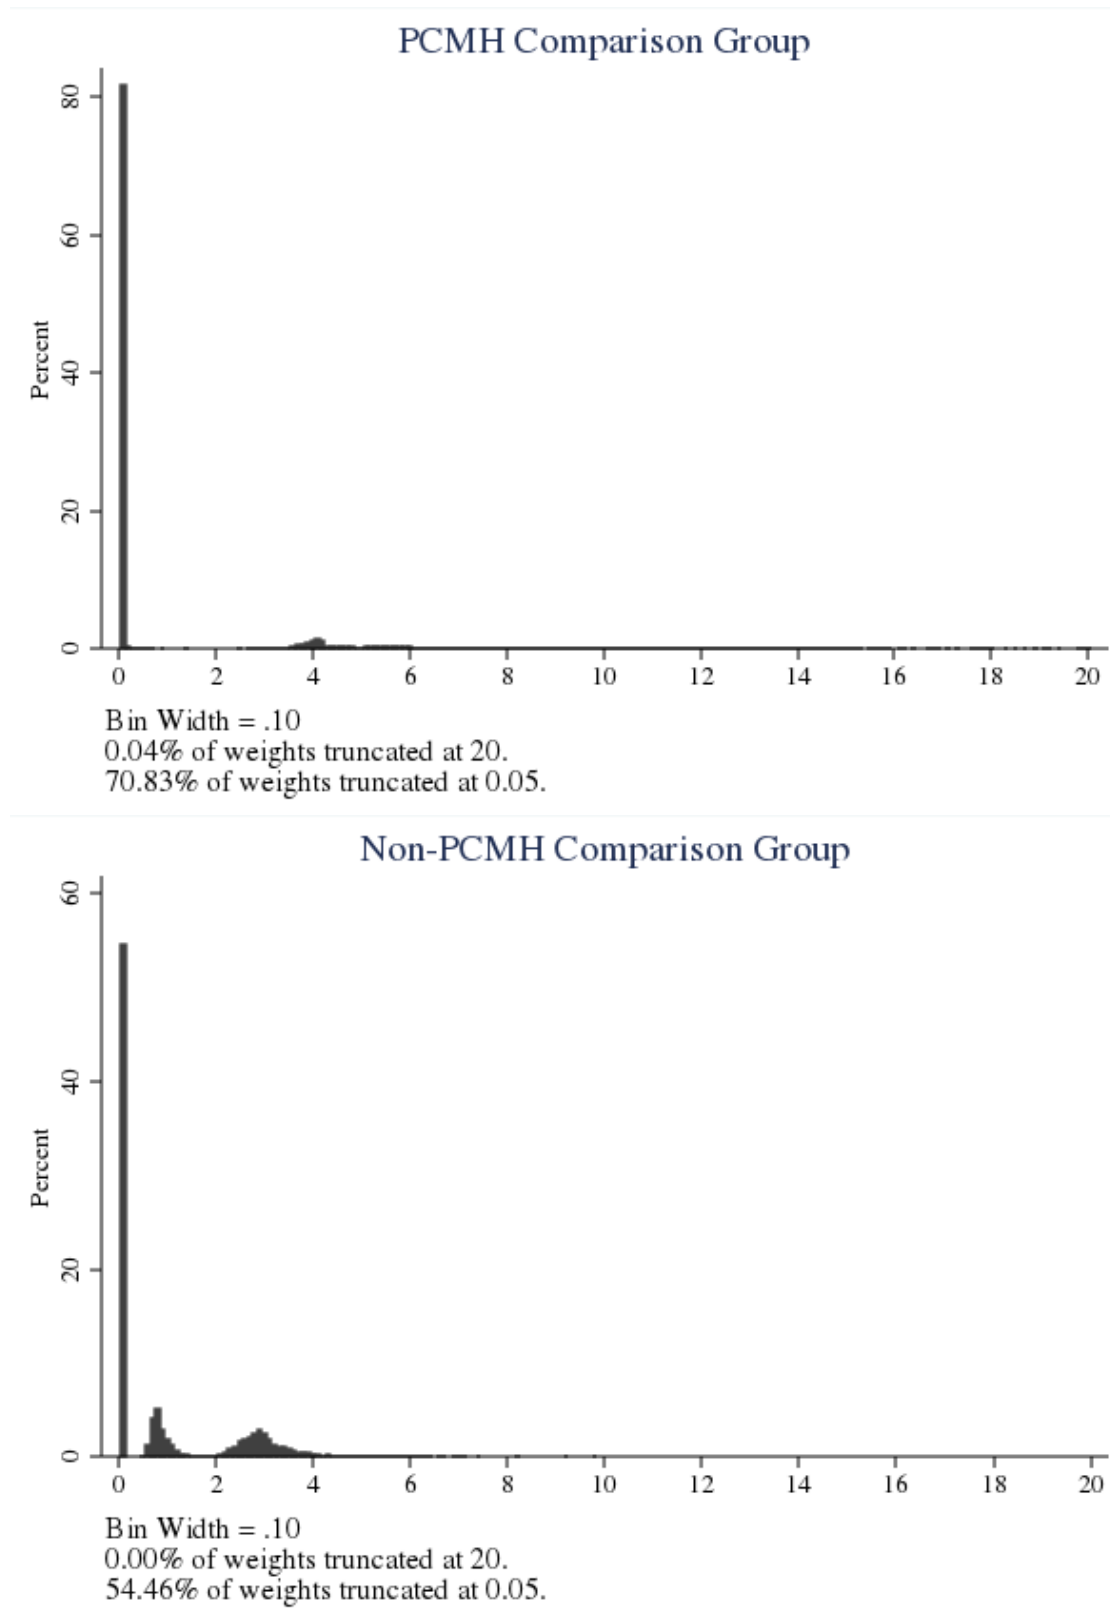 PCMH Comparison Group
80
60
40
20
0
Percent
0 2 4 6 8 10 12 14 16 18 20
Bin Width = .10
0.04% of weights truncated at 20.
70.83% of weights truncated at 0.05.
Non-PCMH Comparison Group
60
40
20
0
Percent
0 2 4 6 8 10 12 14 16 18 20
Bin Width = .10
0.00% of weights truncated at 20.
54.46% of weights truncated at 0.05.